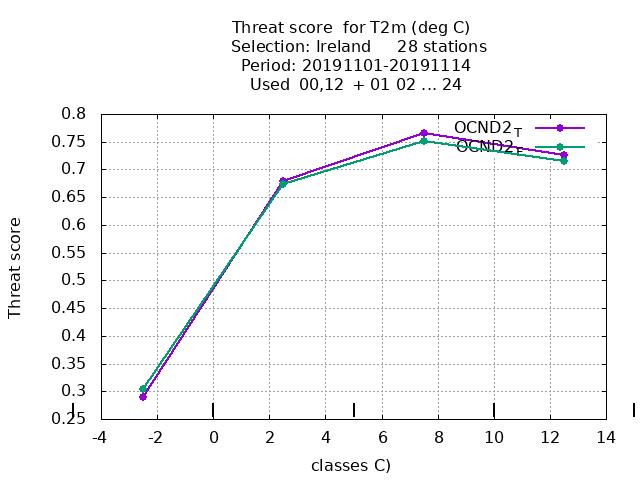 Threat score  for T2m (deg C)
Selection: Ireland     28 stations
Period: 20191101-20191114
Used  00,12  + 01 02 ... 24
0.8
0.75
0.7
0.65
0.6
0.55
0.5
0.45
0.4
0.35
0.3
0.25
Threat score
OCND2T
OCND2F
-4 -2 0 2 4 6 8 10 12 14
classes C)